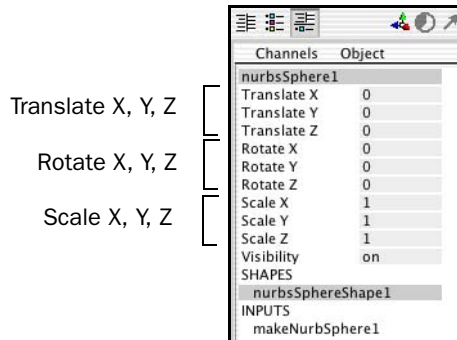 Channels Object
nurbsSphere1
Translate X, Y, Z
Translate X 0
Translate Y 0
Translate Z 0
Rotate X, Y, Z
Rotate X 0
Rotate Y 0
Rotate Z 0
Scale X, Y, Z
Scale X 1
Scale Y 1
Scale Z 1
Visibility on
SHAPES
nurbsSphereShape1
INPUTS
makeNurbSphere1